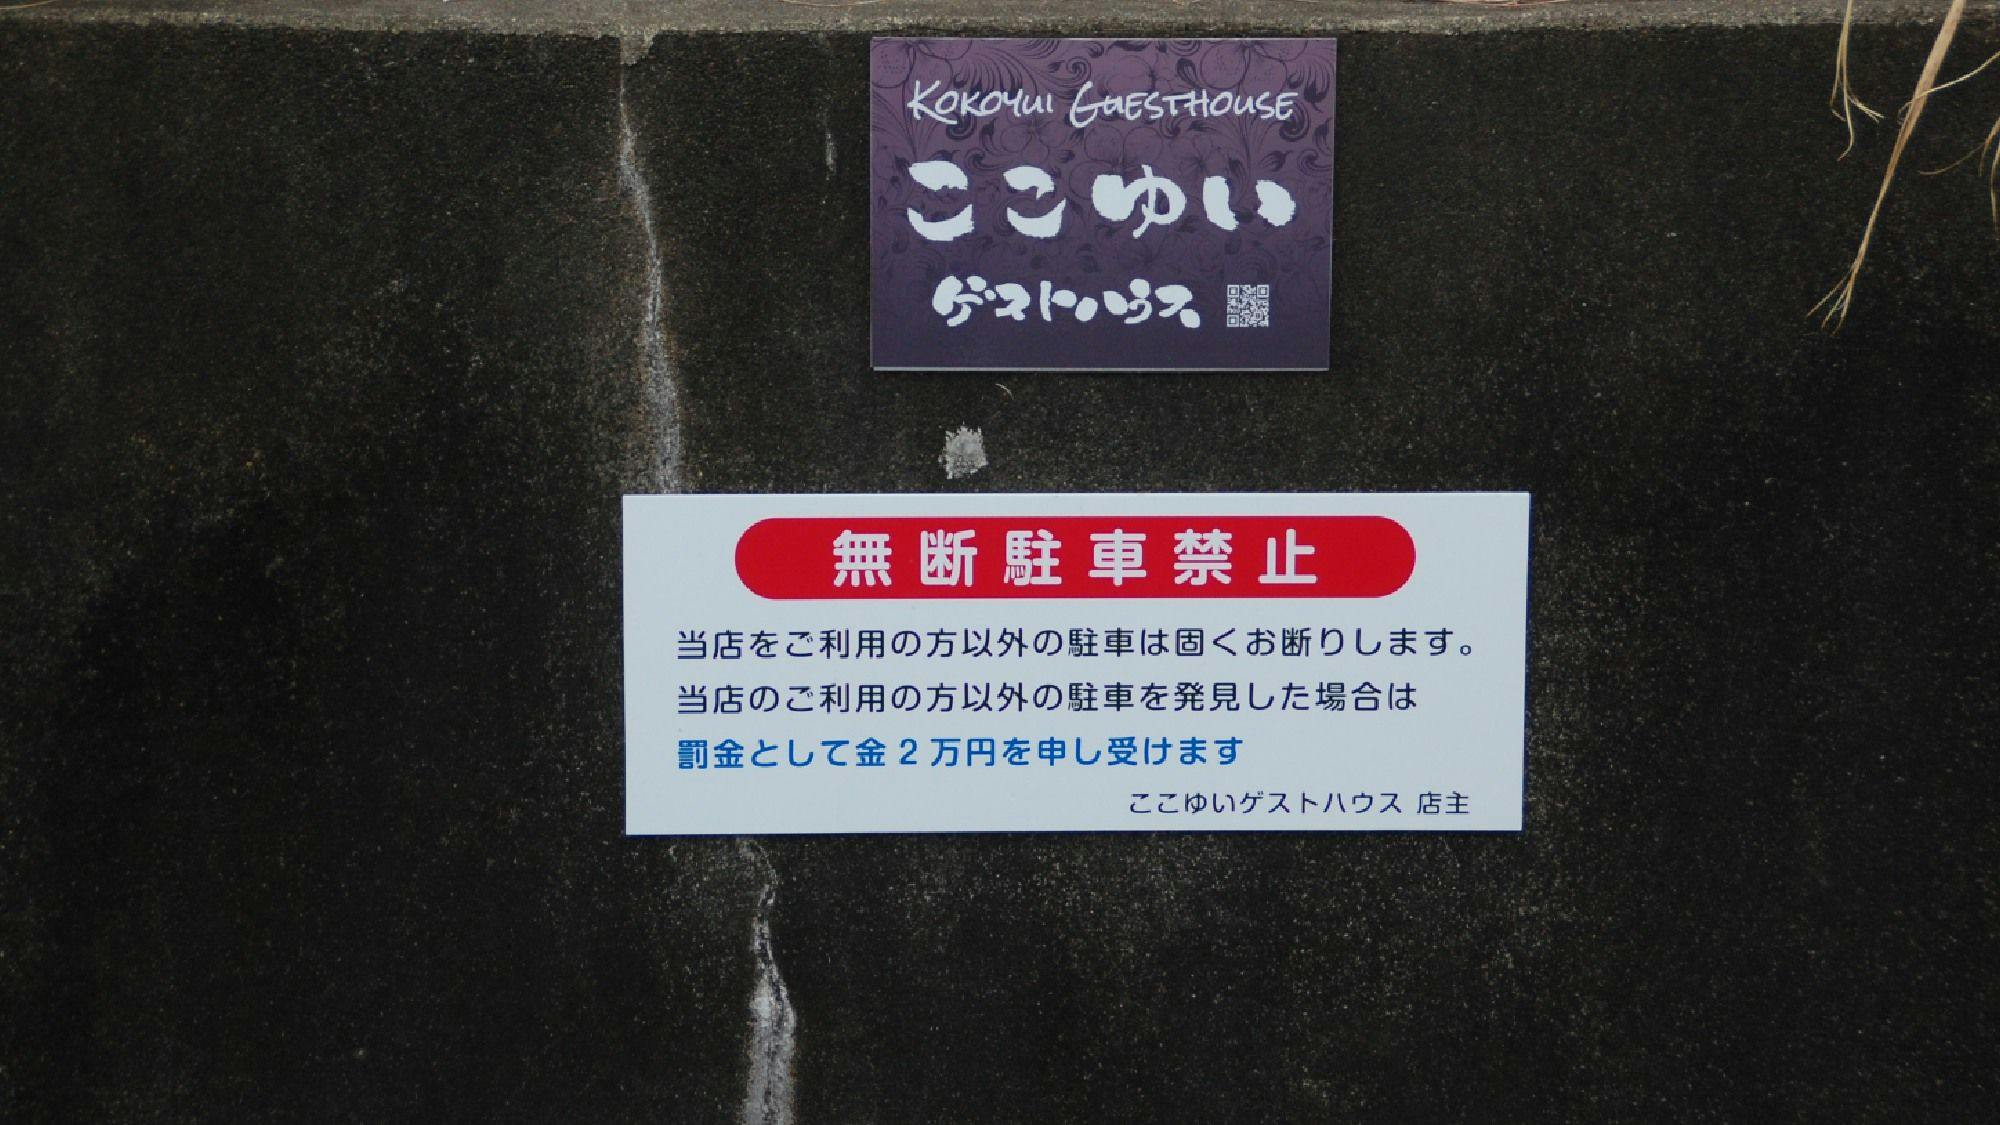 KOKOYUI GUESTHOUSE
ここゆい
ゲストハウス
無断駐車禁止
当店をご利用の方以外の駐車は固くお断りします。
当店のご利用の方以外の駐車を発見した場合は
罰金として金2万円を申し受けます
ここゆいゲストハウス 店主